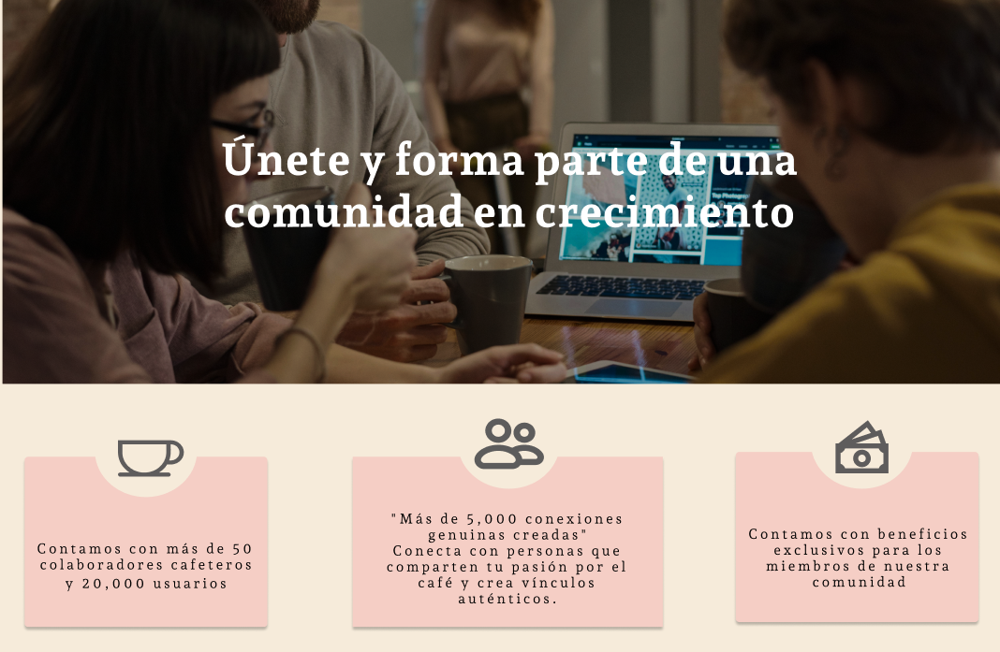 Únete y forma parte de una
comunidad en crecimiento
Top Photogra
Contamos con más de 50
colaboradores cafeteros
y 20,000 usuarios
"Más de 5,000 conexiones
genuinas creadas"
Conecta con personas que
comparten tu pasión por el
café y crea vínculos
auténticos.
Contamos con beneficios
exclusivos para los
miembros de nuestra
comunidad